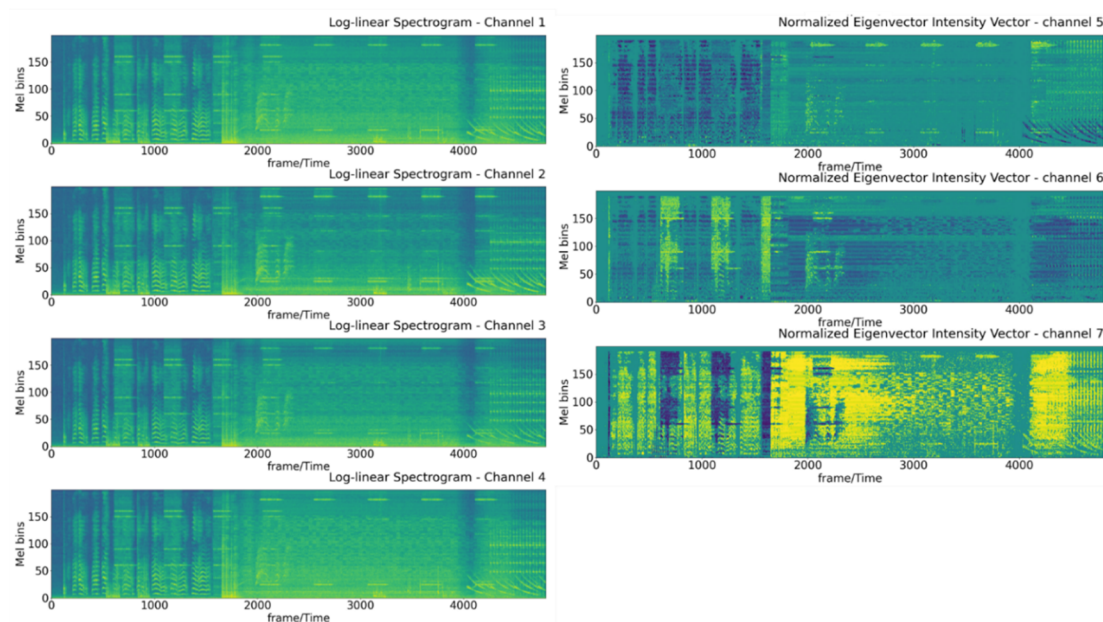 Log-linear Spectrogram - Channel 1
Mel bins
150
100
50
0
0 1000 2000 3000 4000
frame/Time
Log-linear Spectrogram - Channel 2
Mel bins
150
100
50
0
0 1000 2000 3000 4000
frame/Time
Log-linear Spectrogram - Channel 3
Mel bins
150
100
50
0
0 1000 2000 3000 4000
frame/Time
Log-linear Spectrogram - Channel 4
Mel bins
150
100
50
0
0 1000 2000 3000 4000
frame/Time
Normalized Eigenvector Intensity Vector - channel 5
Mel bins
150
100
50
0
0 1000 2000 3000 4000
frame/Time
Normalized Eigenvector Intensity Vector - channel 6
Mel bins
150
100
50
0
0 1000 2000 3000 4000
frame/Time
Normalized Eigenvector Intensity Vector - channel 7
Mel bins
150
100
50
0
0 1000 2000 3000 4000
frame/Time